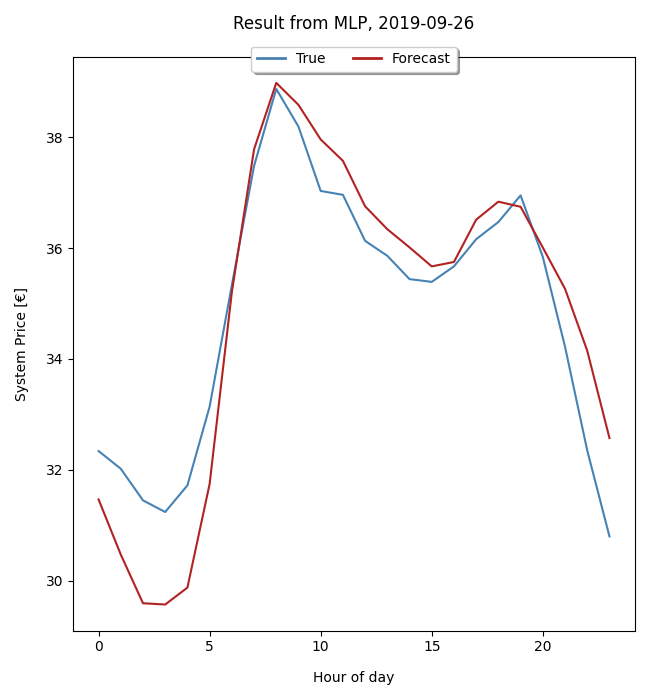 Result from MLP, 2019-09-26
True Forecast
System Price [€]
38
36
34
32
30
0 5 10 15 20
Hour of day